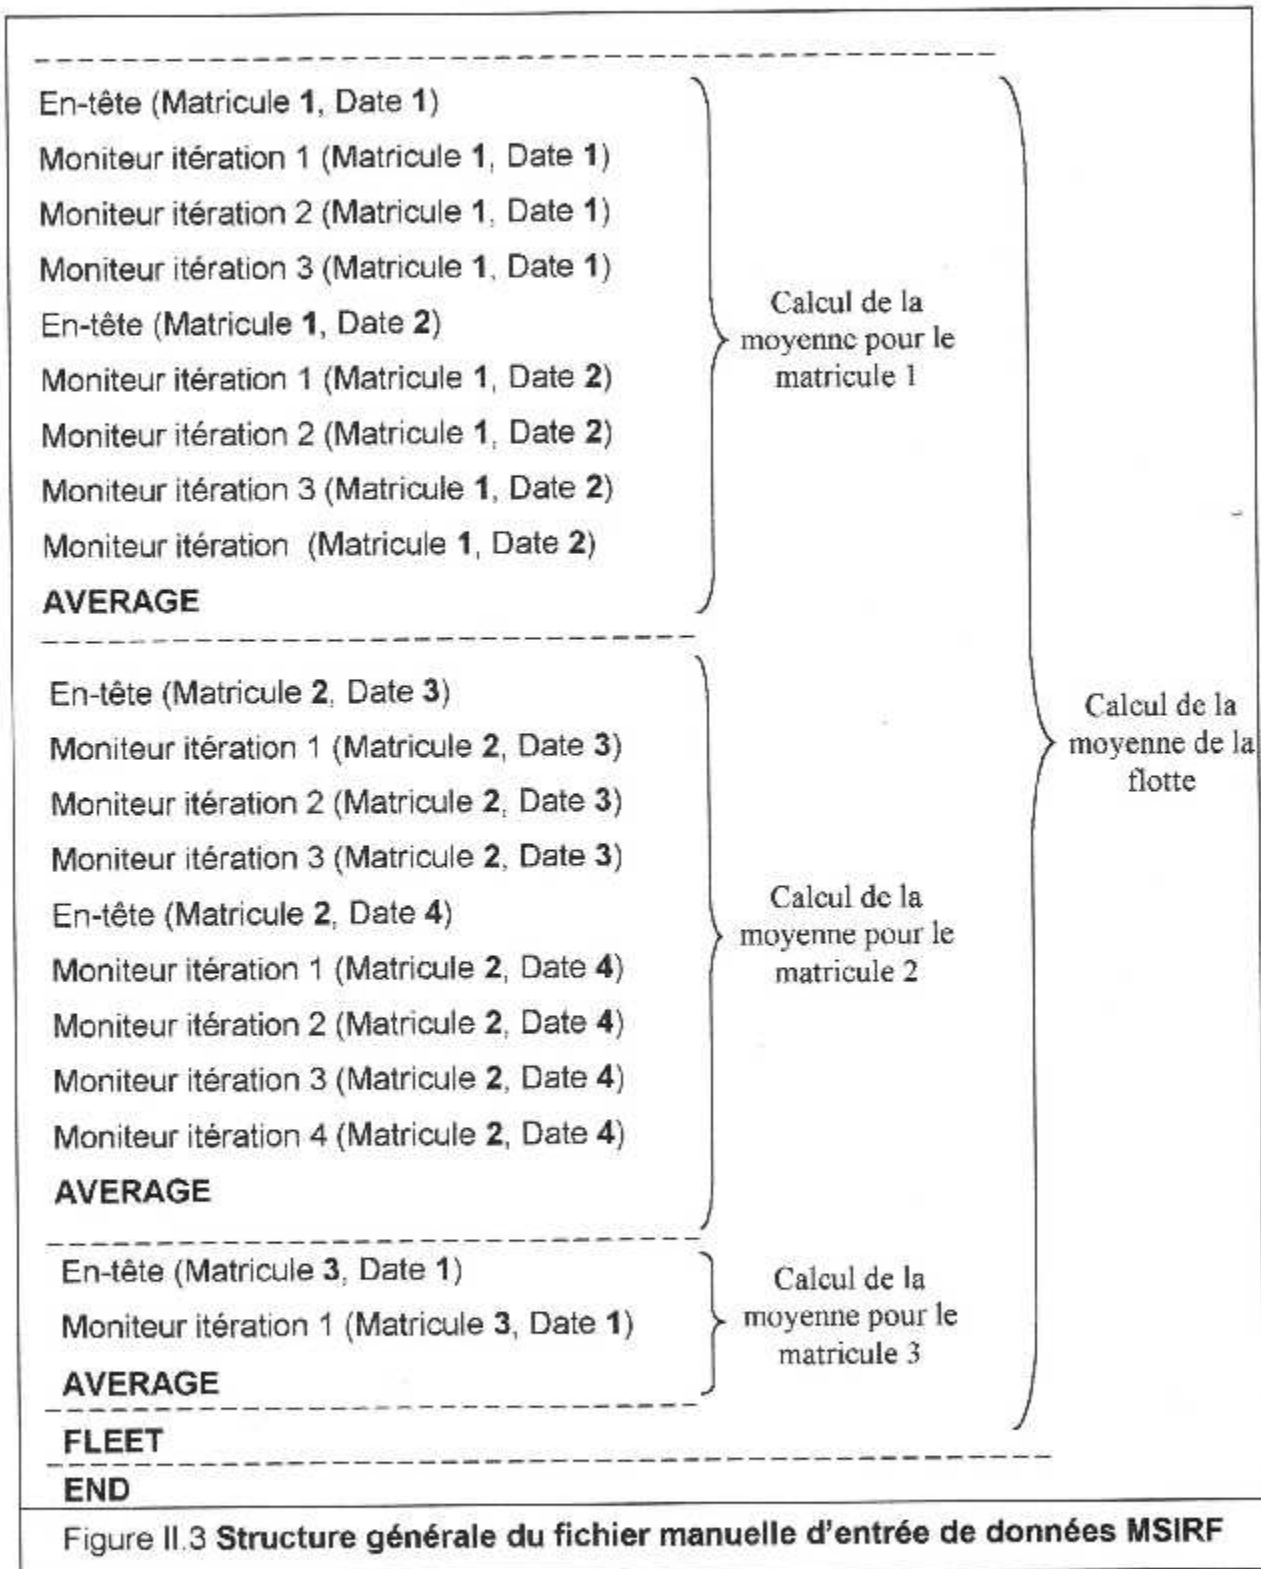 En-tête (Matricule 1, Date 1)
Moniteur itération 1 (Matricule 1, Date 1)
Moniteur itération 2 (Matricule 1, Date 1)
Moniteur itération 3 (Matricule 1, Date 1)
En-tête (Matricule 1, Date 2)
Moniteur itération 1 (Matricule 1, Date 2)
Moniteur itération 2 (Matricule 1, Date 2)
Moniteur itération 3 (Matricule 1, Date 2)
Moniteur itération (Matricule 1, Date 2)
AVERAGE
Calcul de la
moyenne pour le
matricule 1
En-tête (Matricule 2, Date 3)
Moniteur itération 1 (Matricule 2, Date 3)
Moniteur itération 2 (Matricule 2, Date 3)
Moniteur itération 3 (Matricule 2, Date 3)
En-tête (Matricule 2, Date 4)
Moniteur itération 1 (Matricule 2, Date 4)
Moniteur itération 2 (Matricule 2, Date 4)
Moniteur itération 3 (Matricule 2, Date 4)
Moniteur itération 4 (Matricule 2, Date 4)
AVERAGE
Calcul de la
moyenne pour le
matricule 2
En-tête (Matricule 3, Date 1)
Moniteur itération 1 (Matricule 3, Date 1)
AVERAGE
Calcul de la
moyenne pour le
matricule 3
Calcul de la
moyenne de la
flotte
FLEET
END
Figure II.3 Structure générale du fichier manuelle d'entrée de données MSIRF